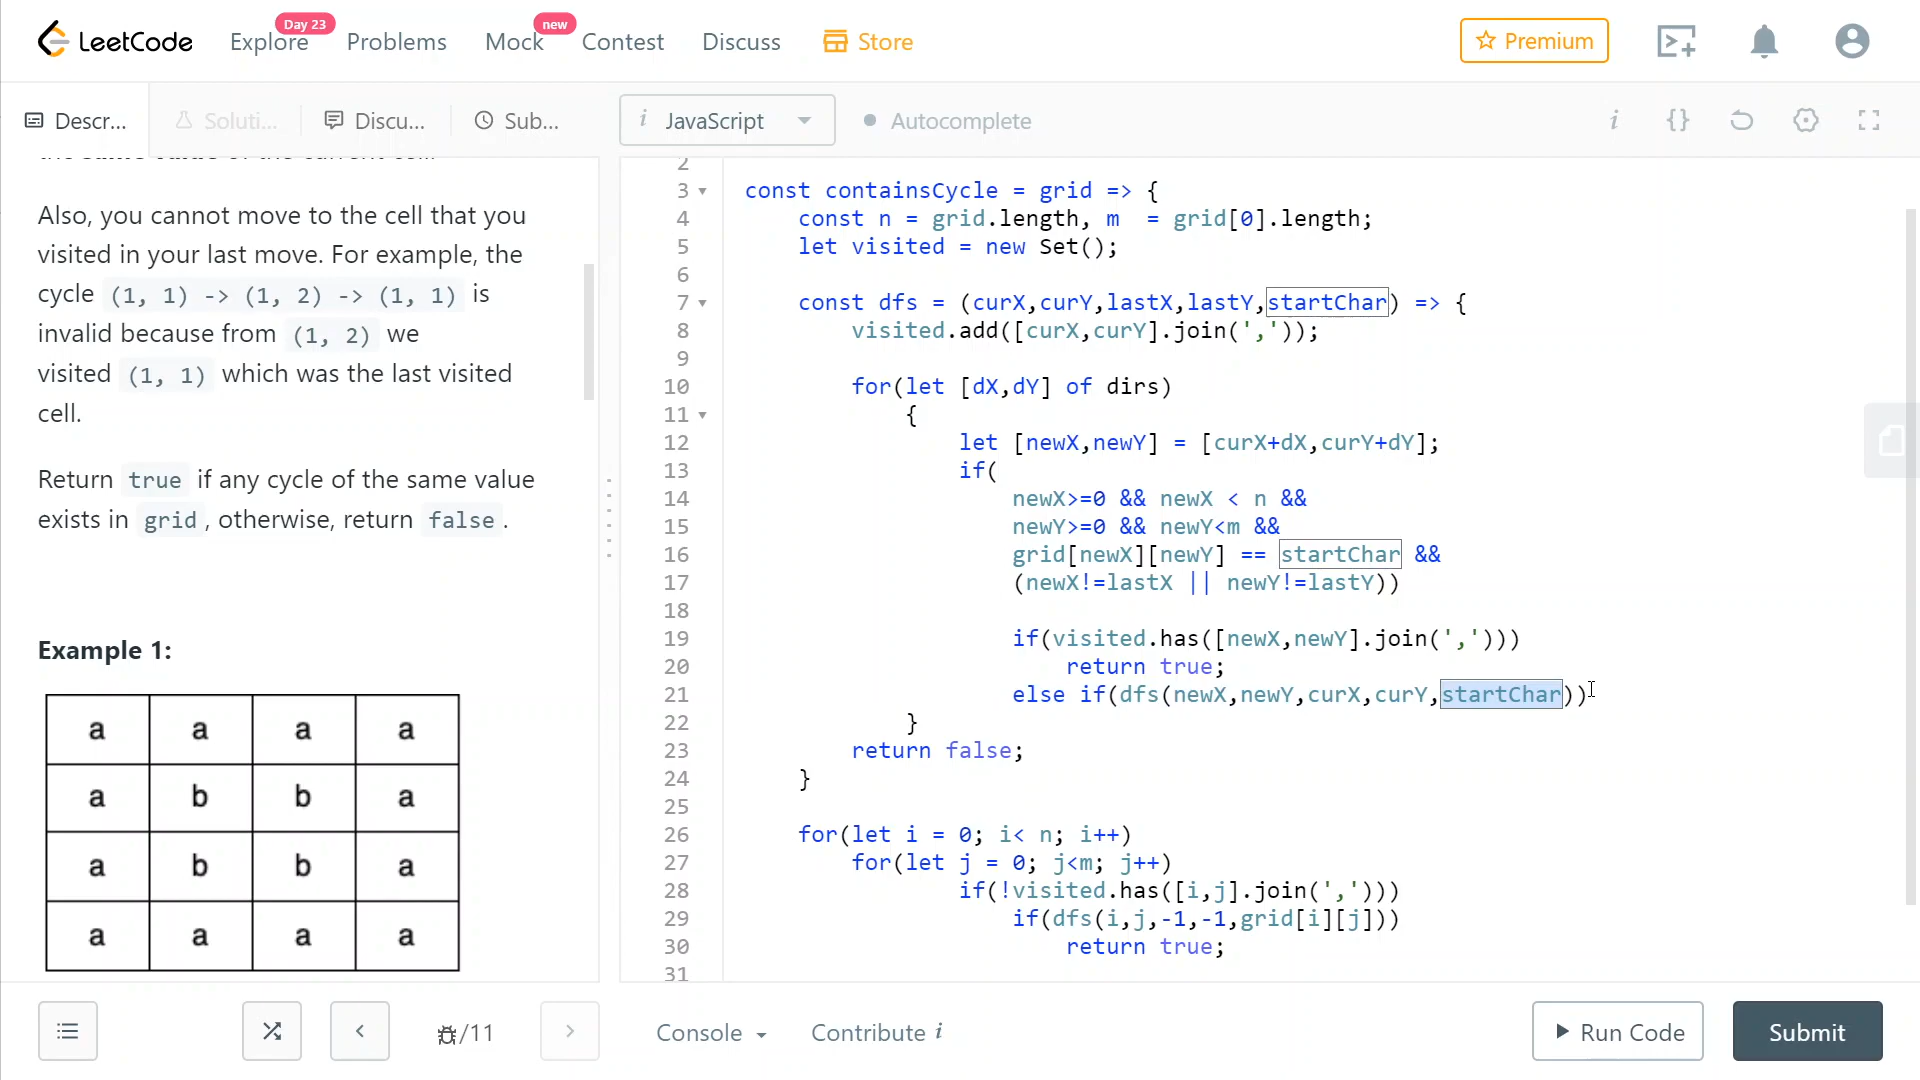 LeetCode
Explore
Day 23
Problems
Mock
new
Contest
Discuss
Store
Premium
Descr...
Soluti...
Discu...
Sub...
i JavaScript
Autocomplete
i {}
Also, you cannot move to the cell that you
visited in your last move. For example, the
cycle (1, 1) -> (1, 2) -> (1, 1) is
invalid because from (1, 2) we
visited (1, 1) which was the last visited
cell.
Return true if any cycle of the same value
exists in grid , otherwise, return false .
Example 1:
a a a a
a b b a
a b b a
a a a a
2
3 const containsCycle = grid => {
4 const n = grid.length, m  = grid[0].length;
5 let visited = new Set();
6
7 const dfs = (curX,curY,lastX,lastY,startChar) => {
8 visited.add([curX,curY].join(','));
9
10 for(let [dX,dY] of dirs)
11 {
12 let [newX,newY] = [curX+dX,curY+dY];
13 if(
14 newX>=0 && newX < n &&
15 newY>=0 && newY<m &&
16 grid[newX][newY] == startChar &&
17 (newX!=lastX || newY!=lastY))
18
19 if(visited.has([newX,newY].join(',')))
20 return true;
21 else if(dfs(newX,newY,curX,curY,startChar))
22 }
23 return false;
24 }
25
26 for(let i = 0; i< n; i++)
27 for(let j = 0; j<m; j++)
28 if(!visited.has([i,j].join(',')))
29 if(dfs(i,j,-1,-1,grid[i][j]))
30 return true;
31
/11
Console
Contribute i
Run Code
Submit